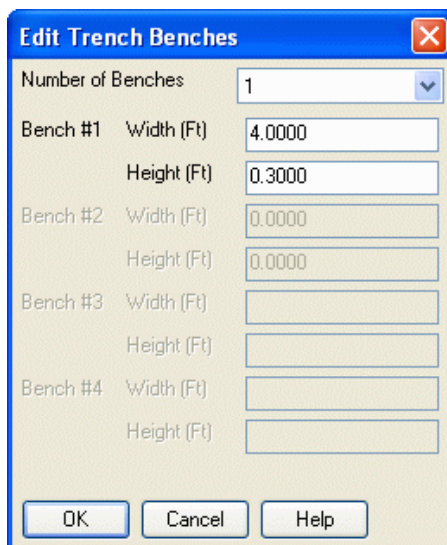 Edit Trench Benches
Number of Benches 1
Bench #1 Width (Ft) 4.0000
Height (Ft) 0.3000
Bench #2 Width (Ft) 0.0000
Height (Ft) 0.0000
Bench #3 Width (Ft)
Height (Ft)
Bench #4 Width (Ft)
Height (Ft)
OK Cancel Help